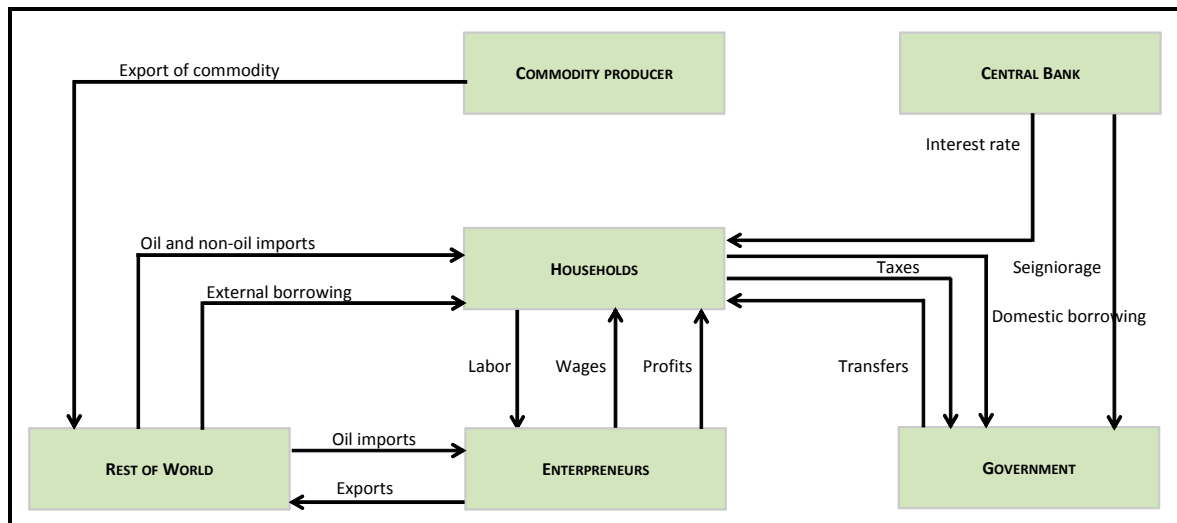 COMMODITY PRODUCER
CENTRAL BANK
Export of commodity
Interest rate
Oil and non-oil imports
HOUSEHOLDS
Taxes
Seigniorage
External borrowing
Domestic borrowing
Labor
Wages
Profits
Transfers
REST OF WORLD
Oil imports
ENTERPRENEURS
GOVERNMENT
Exports